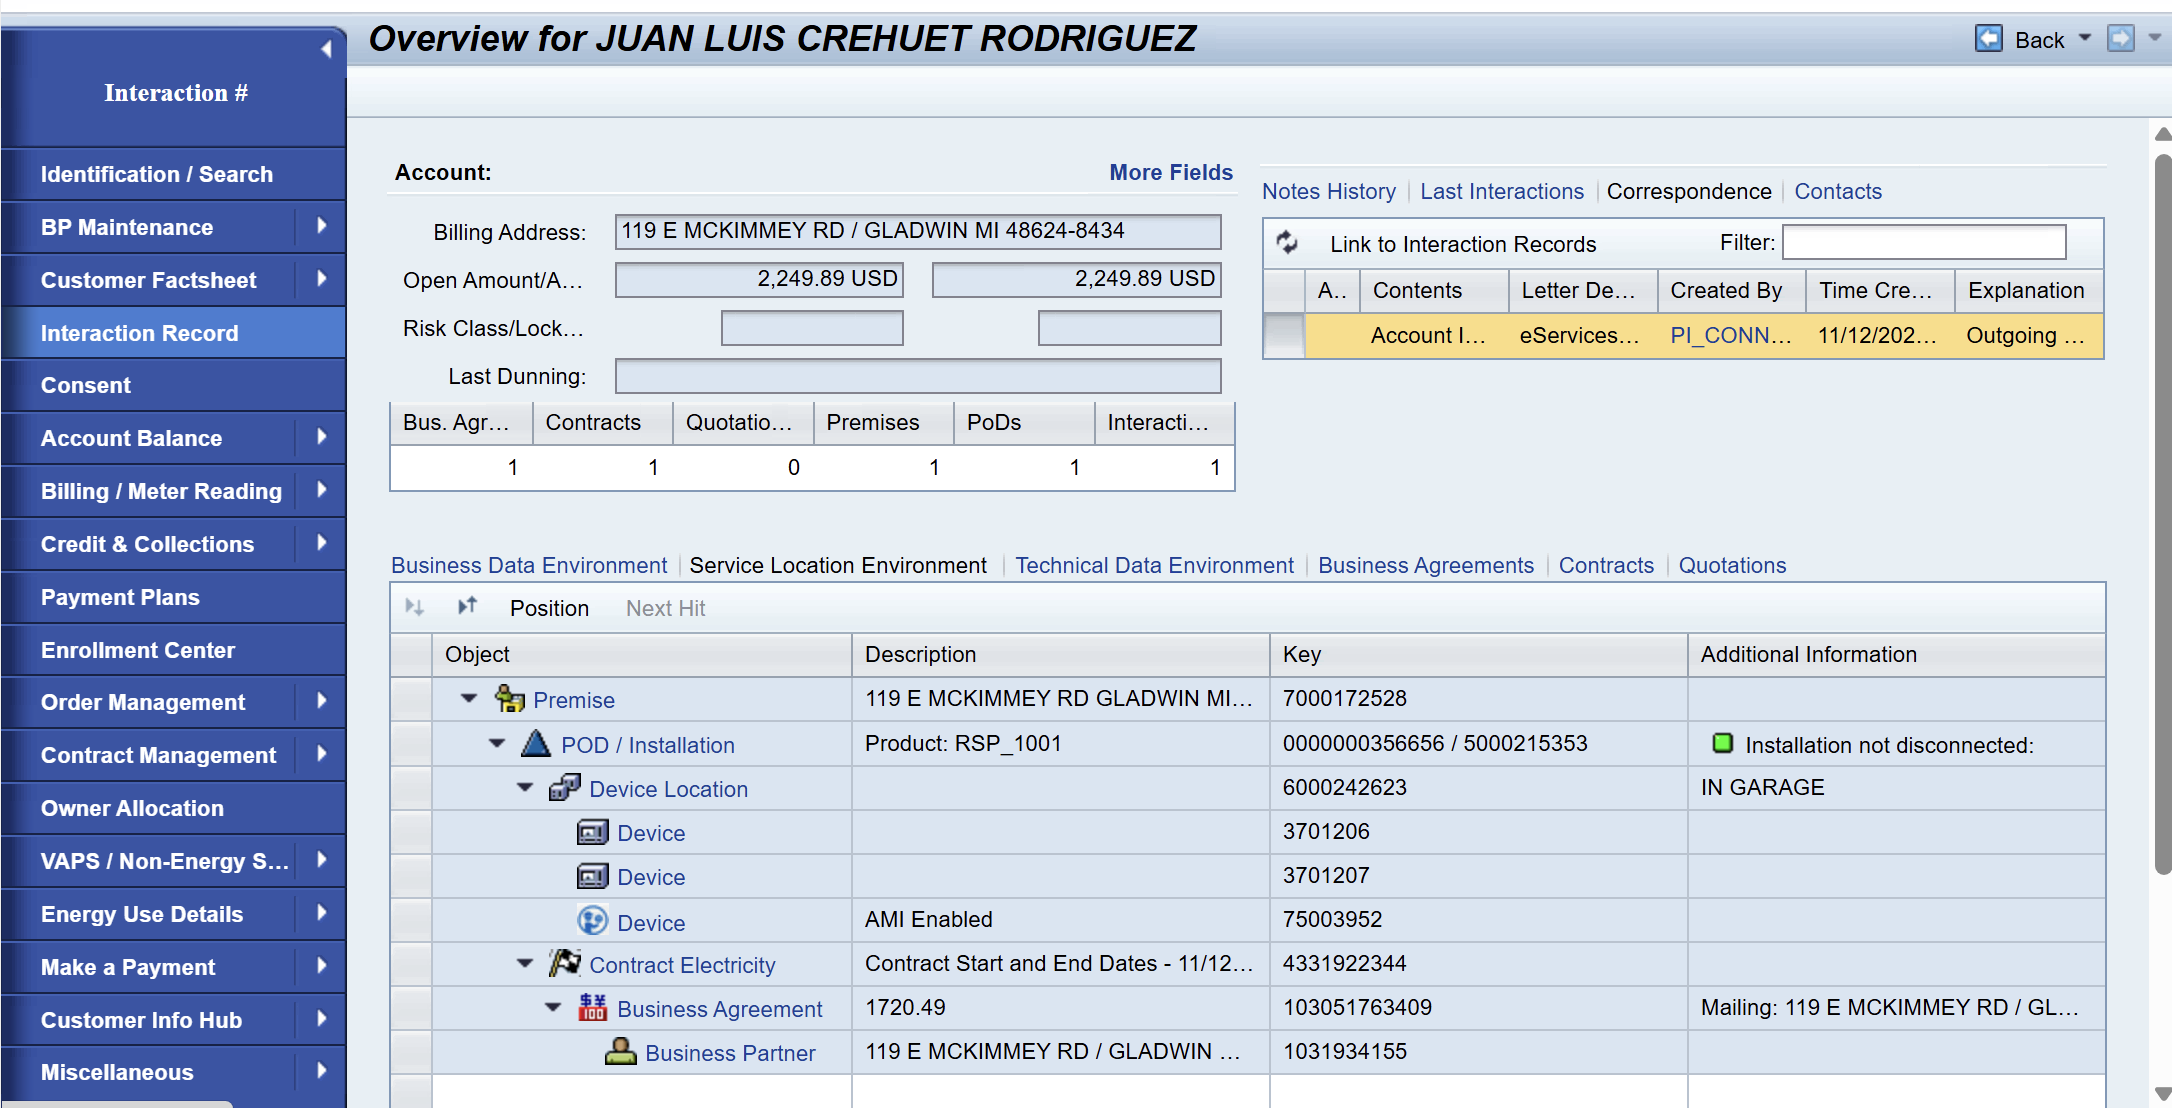 Overview for JUAN LUIS CREHUET RODRIGUEZ
Back
Interaction #
Identification / Search
BP Maintenance
Customer Factsheet
Interaction Record
Consent
Account Balance
Billing / Meter Reading
Credit & Collections
Payment Plans
Enrollment Center
Order Management
Contract Management
Owner Allocation
VAPS / Non-Energy S...
Energy Use Details
Make a Payment
Customer Info Hub
Miscellaneous
Account:
More Fields
Billing Address: 119 E MCKIMMEY RD / GLADWIN MI 48624-8434
Open Amount/A... 2,249.89 USD 2,249.89 USD
Risk Class/Lock...
Last Dunning:
Bus. Agr... Contracts Quotatio... Premises PoDs Interacti...
1 1 0 1 1 1
Notes History Last Interactions Correspondence Contacts
Link to Interaction Records Filter:
A.. Contents Letter De... Created By Time Cre... Explanation
Account I... eServices... PI_CONN... 11/12/202... Outgoing ...
Business Data Environment Service Location Environment Technical Data Environment Business Agreements Contracts Quotations
Position Next Hit
Object Description Key Additional Information
Premise 119 E MCKIMMEY RD GLADWIN MI... 7000172528
POD / Installation Product: RSP_1001 0000000356656 / 5000215353 Installation not disconnected:
Device Location 6000242623 IN GARAGE
Device 3701206
Device 3701207
Device AMI Enabled 75003952
Contract Electricity Contract Start and End Dates - 11/12... 4331922344
Business Agreement 1720.49 103051763409 Mailing: 119 E MCKIMMEY RD / GL...
Business Partner 119 E MCKIMMEY RD / GLADWIN ... 1031934155